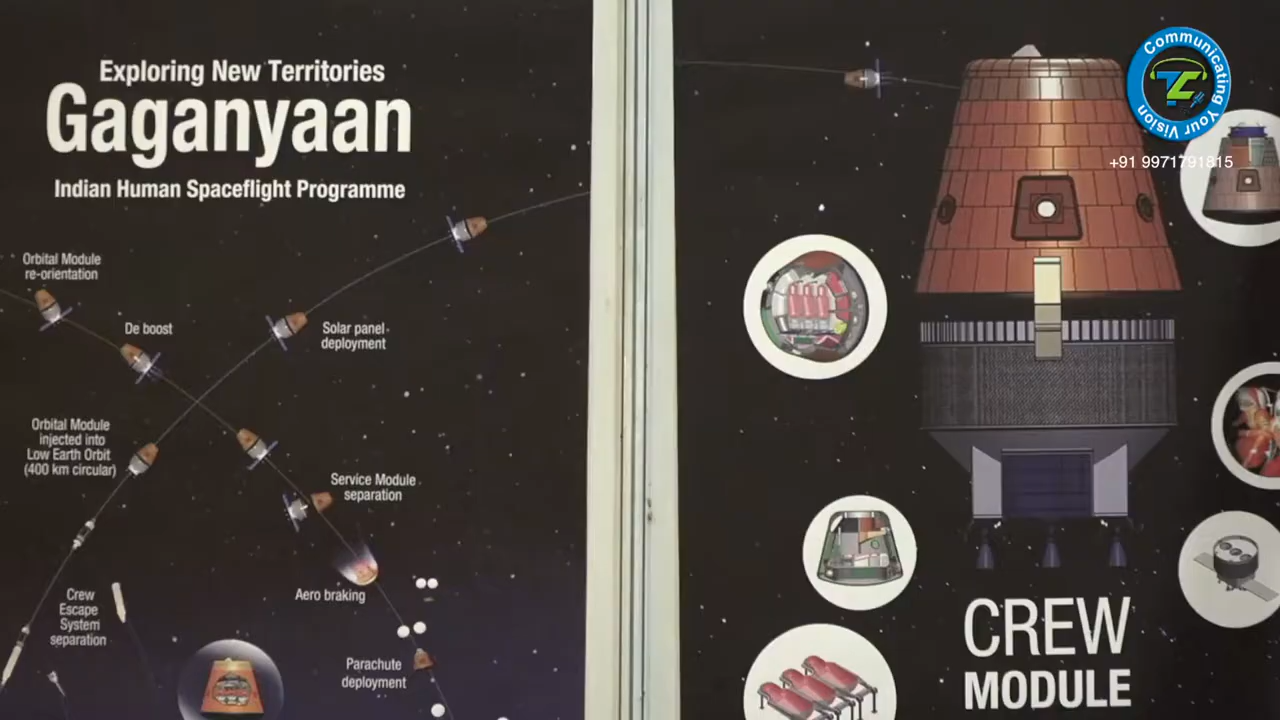 Exploring New Territories
Gaganyaan
Indian Human Spaceflight Programme
Orbital Module
re-orientation
De boost
Solar panel
deployment
Orbital Module
injected into
Low Earth Orbit
(400 km circular)
Service Module
separation
Aero braking
Crew
Escape
System
separation
Parachute
deployment
CREW
MODULE
Communicating Your Vision
TC
+91 9971791815